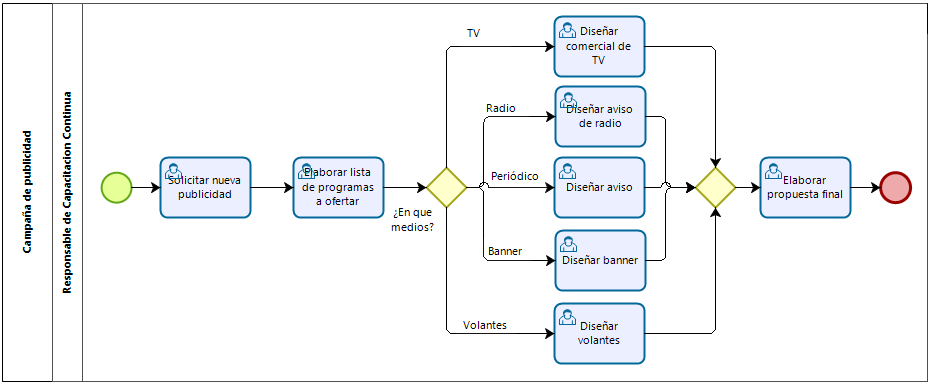 Campaña de publicidad
Responsable de Capacitacion Continua
Solicitar nueva
publicidad
Elaborar lista
de programas
a ofertar
¿En que
medios?
TV
Diseñar
comercial de
TV
Radio
Diseñar aviso
de radio
Periódico
Diseñar aviso
Banner
Diseñar banner
Volantes
Diseñar
volantes
Elaborar
propuesta final